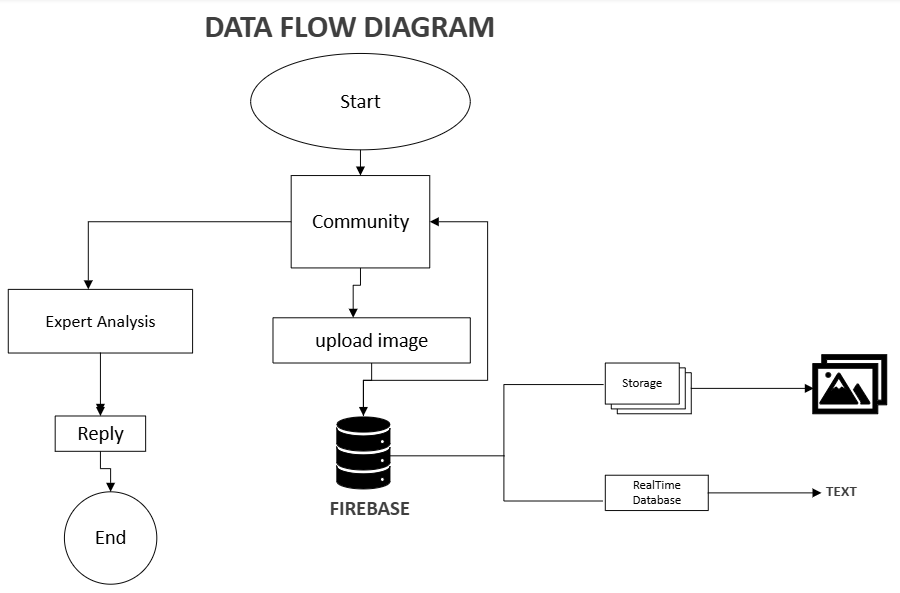 DATA FLOW DIAGRAM
Start
Community
Expert Analysis
upload image
Storage
Reply
RealTime
Database
TEXT
FIREBASE
End